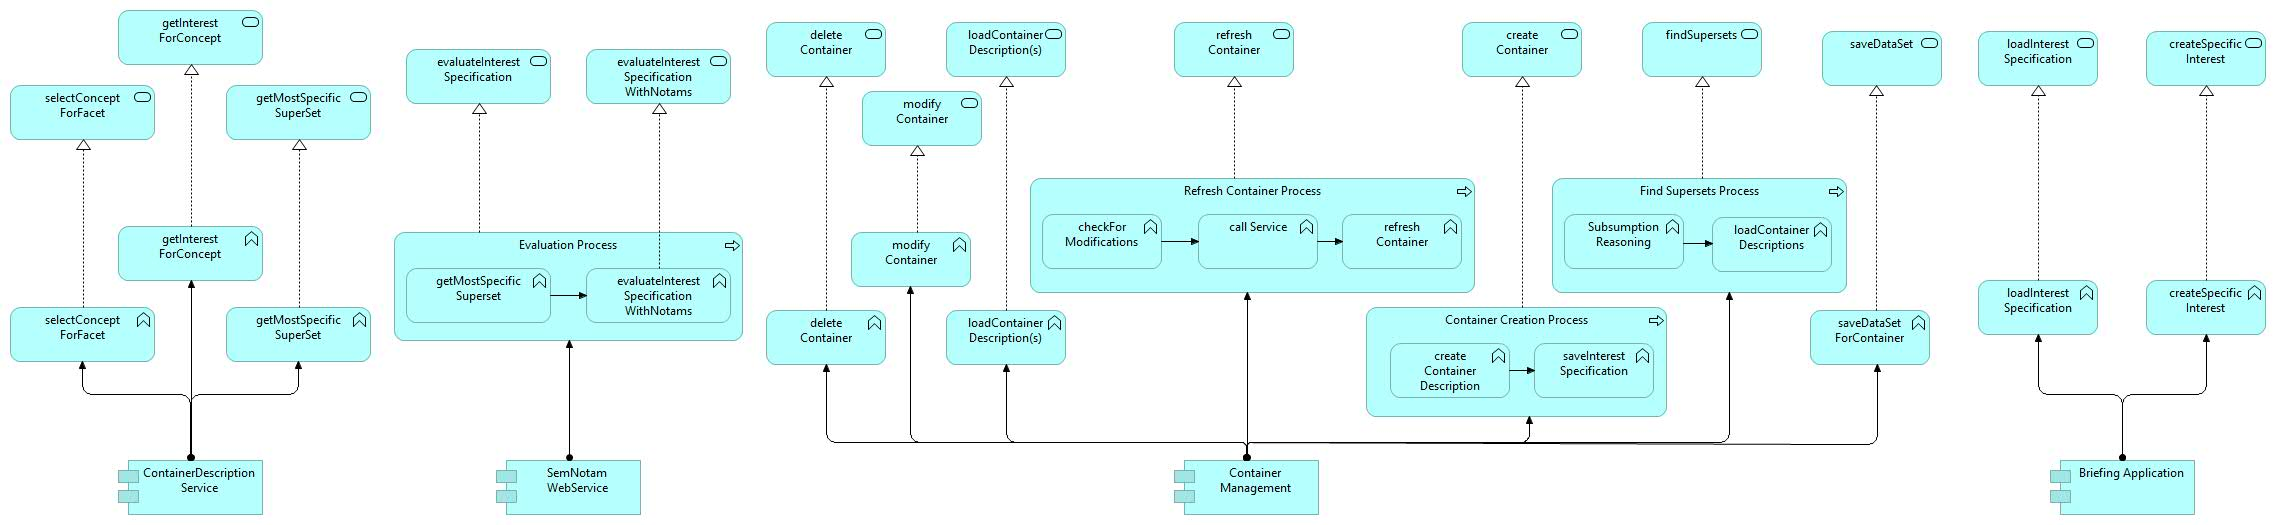 getInterest
ForConcept
selectConcept
ForFacet
getMostSpecific
SuperSet
getInterest
ForConcept
selectConcept
ForFacet
getMostSpecific
SuperSet
ContainerDescription
Service
evaluateInterest
Specification
evaluateInterest
Specification
WithNotams
Evaluation Process
getMostSpecific
Superset
evaluateInterest
Specification
WithNotams
SemNotam
WebService
delete
Container
loadContainer
Description(s)
modify
Container
refresh
Container
create
Container
findSupersets
saveDataSet
Refresh Container Process
checkFor
Modifications
call Service
refresh
Container
Find Supersets Process
Subsumption
Reasoning
loadContainer
Descriptions
modify
Container
delete
Container
loadContainer
Description(s)
Container Creation Process
create
Container
Description
saveInterest
Specification
saveDataSet
ForContainer
Container
Management
loadInterest
Specification
createSpecific
Interest
loadInterest
Specification
createSpecific
Interest
Briefing Application